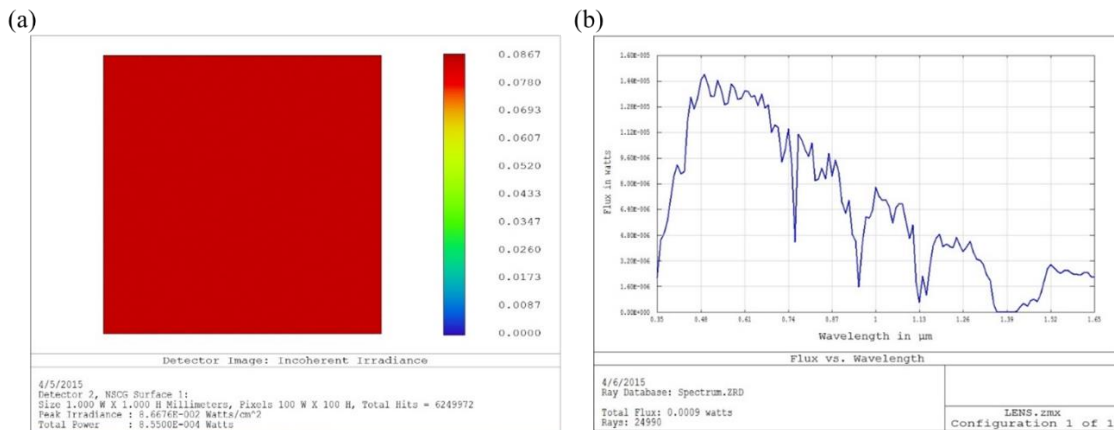 (a)
(b)
0.0867
0.0780
0.0693
0.0607
0.0520
0.0434
0.0347
0.0260
0.0173
0.0087
0.0000
Detector Image: Incoherent Irradiance
4/5/2015
Detector 2, NSCG Surface 1:
Size 1.000 W X 1.000 H Millimeters, Pixels 100 W X 100 H, Total Hits = 6249972
Peak Irradiance : 8.6676E-002 Watts/cm^2
Total Power : 8.5500E-004 Watts
Flux in watts
1.60E-005
1.44E-005
1.28E-005
1.12E-005
9.60E-006
8.00E-006
6.40E-006
4.80E-006
3.20E-006
1.60E-006
0.00E+000
0.35 0.48 0.61 0.74 0.87 1 1.13 1.26 1.39 1.52 1.65
Wavelength in µm
Flux vs. Wavelength
4/6/2015
Ray Database: Spectrum.ZRD
Total Flux: 0.0009 watts
Rays: 24990
LENS.zmx
Configuration 1 of 1